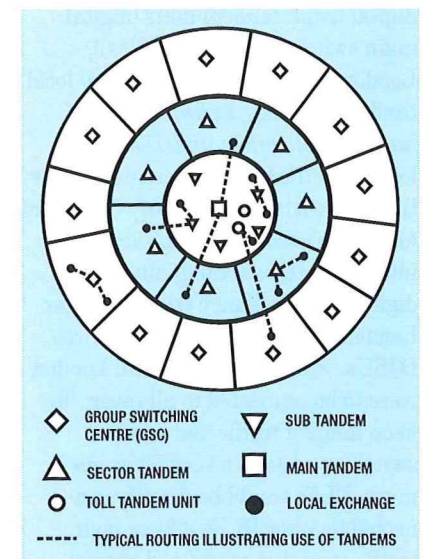 GROUP SWITCHING
CENTRE (GSC)
SUB TANDEM
SECTOR TANDEM
MAIN TANDEM
TOLL TANDEM UNIT
LOCAL EXCHANGE
TYPICAL ROUTING ILLUSTRATING USE OF TANDEMS